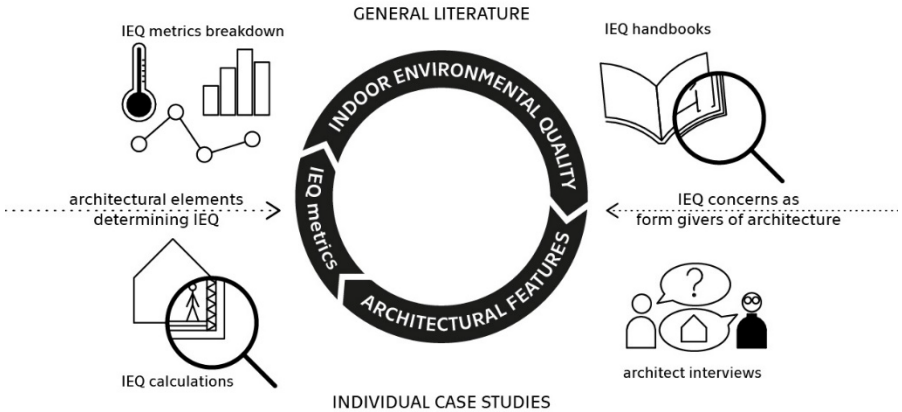 GENERAL LITERATURE
IEQ metrics breakdown
IEQ handbooks
INDOOR ENVIRONMENTAL QUALITY
IEQ metrics
ARCHITECTURAL FEATURES
architectural elements
determining IEQ
IEQ concerns as
form givers of architecture
?
IEQ calculations
architect interviews
INDIVIDUAL CASE STUDIES